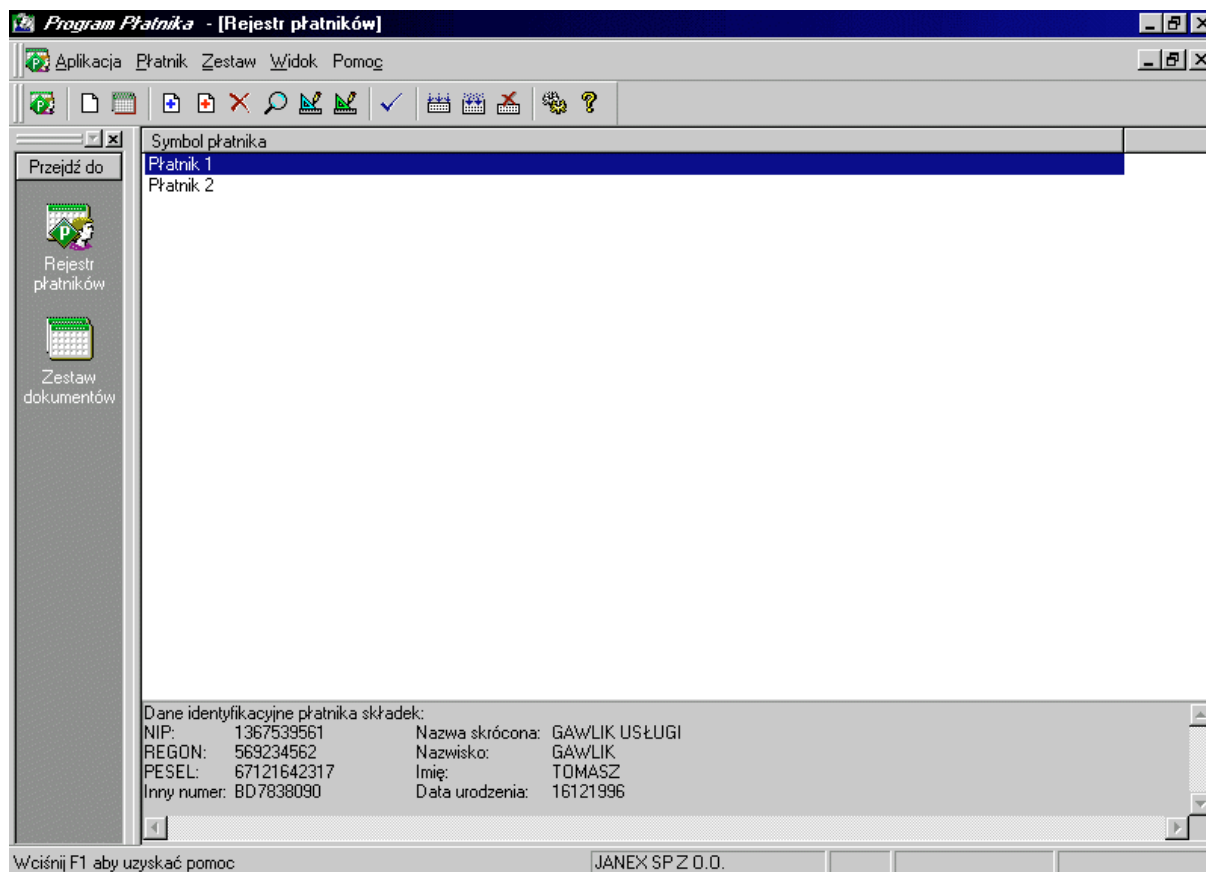 Program Płatnika - [Rejestr płatników]
Aplikacja Płatnik Zestaw Widok Pomoc
Symbol płatnika
Przejdź do
Płatnik 1
Płatnik 2
Rejestr
płatników
Zestaw
dokumentów
Dane identyfikacyjne płatnika składek:
NIP: 1367539561 Nazwa skrócona: GAWLIK USŁUGI
REGON: 569234562 Nazwisko: GAWLIK
PESEL: 67121642317 Imię: TOMASZ
Inny numer: BD7838090 Data urodzenia: 16121996
Wciśnij F1 aby uzyskać pomoc JANEX SP Z O.O.